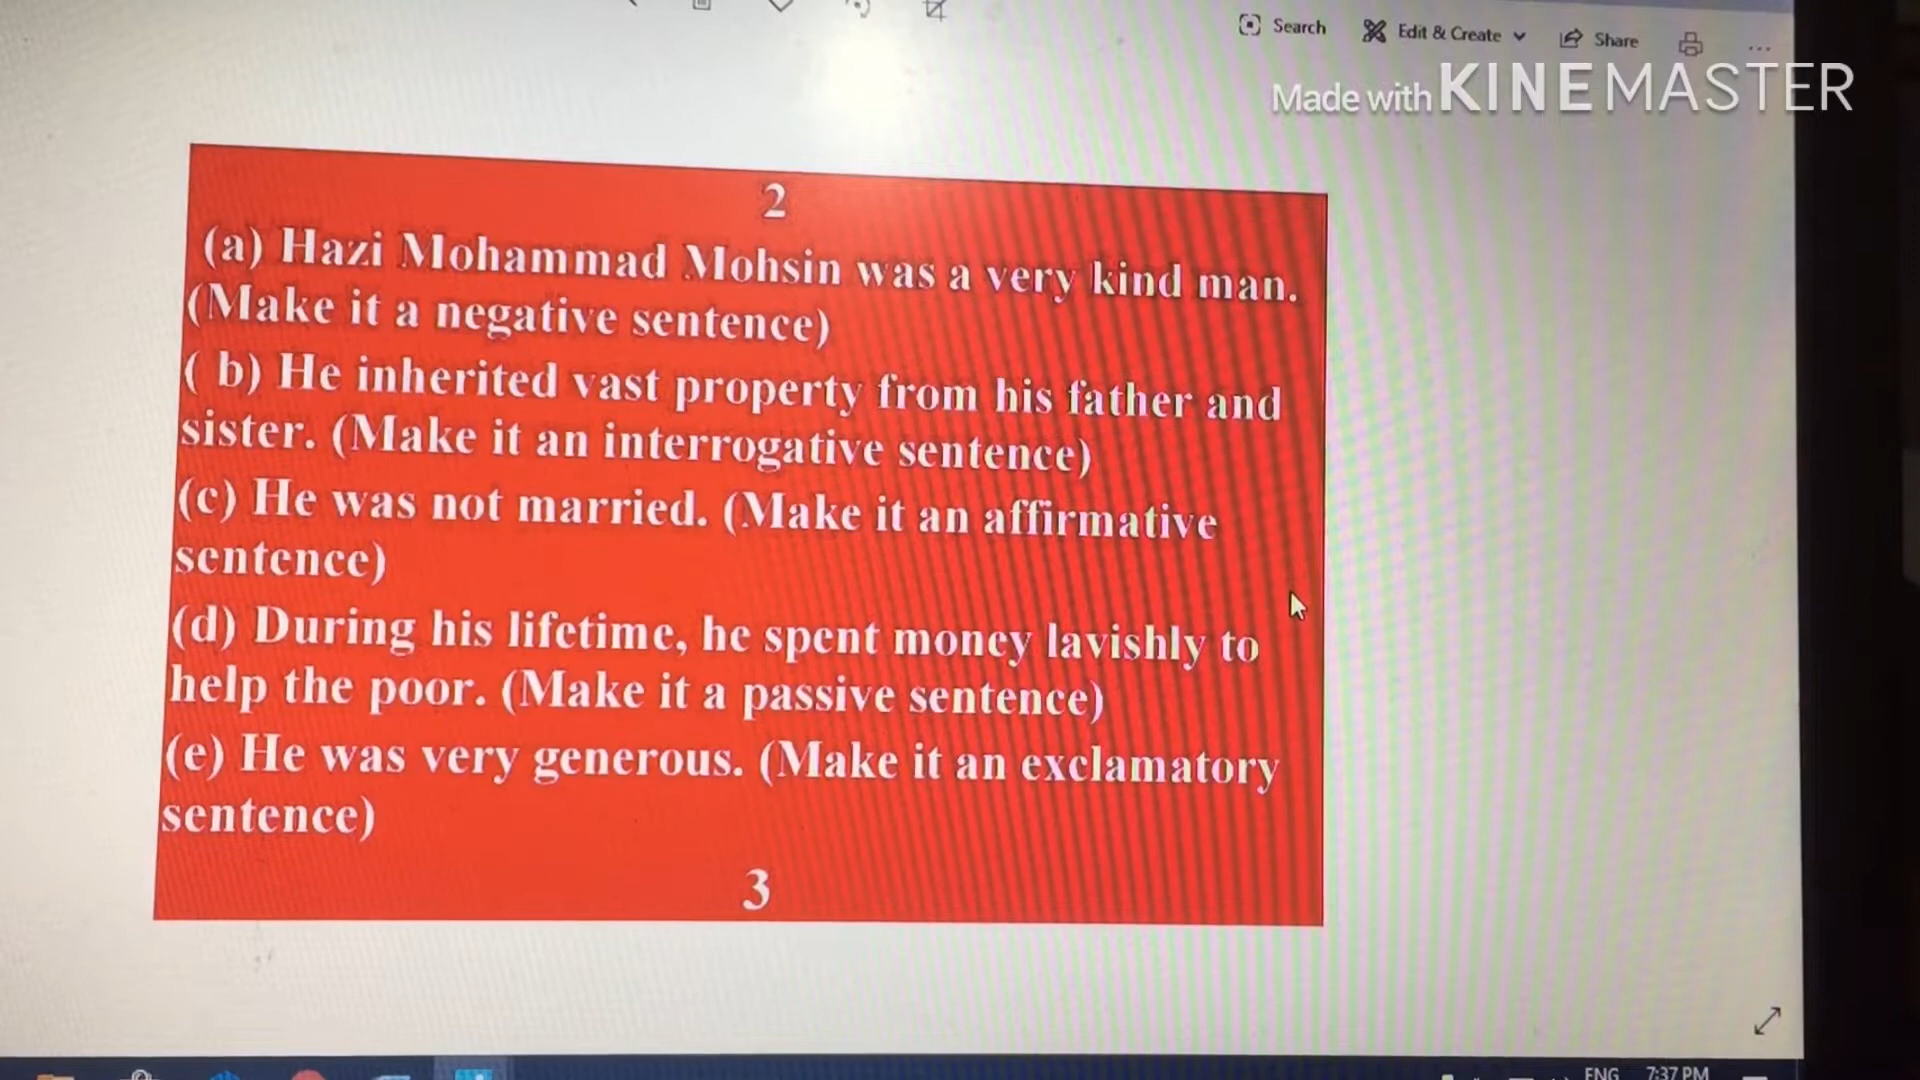 Search Edit & Create Share ...
Made with KINEMASTER
2
(a) Hazi Mohammad Mohsin was a very kind man.
(Make it a negative sentence)
( b) He inherited vast property from his father and
sister. (Make it an interrogative sentence)
(c) He was not married. (Make it an affirmative
sentence)
(d) During his lifetime, he spent money lavishly to
help the poor. (Make it a passive sentence)
(e) He was very generous. (Make it an exclamatory
sentence)
3
ENG 7:37 PM